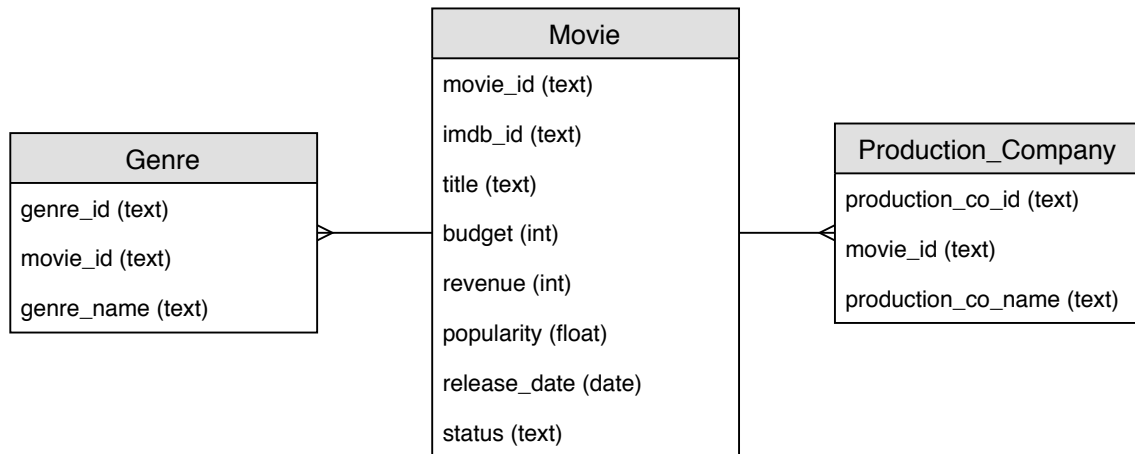 Movie
movie_id (text)
imdb_id (text)
title (text)
budget (int)
revenue (int)
popularity (float)
release_date (date)
status (text)
Genre
genre_id (text)
movie_id (text)
genre_name (text)
Production_Company
production_co_id (text)
movie_id (text)
production_co_name (text)